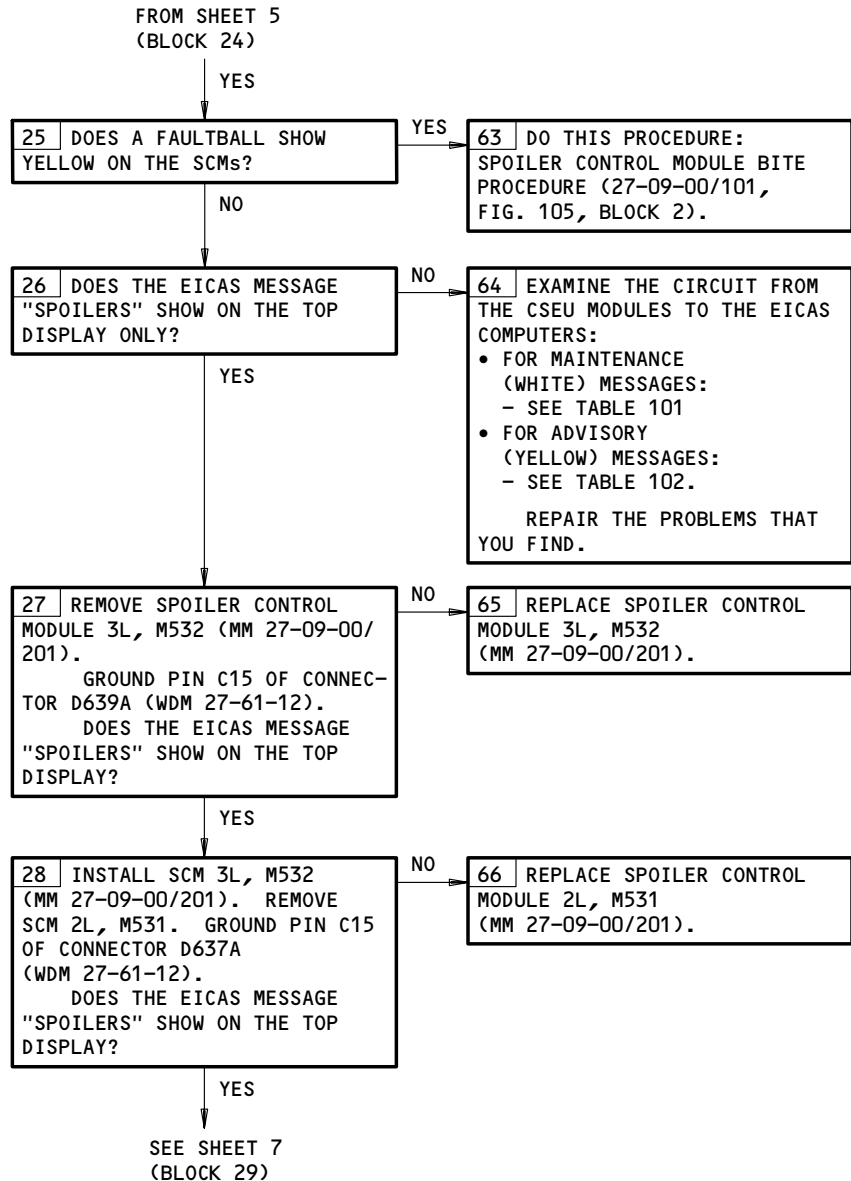 FROM SHEET 5
(BLOCK 24)
YES
25 DOES A FAULTBALL SHOW
YELLOW ON THE SCMs?
YES
63 DO THIS PROCEDURE:
SPOILER CONTROL MODULE BITE
PROCEDURE (27-09-00/101,
FIG. 105, BLOCK 2).
NO
26 DOES THE EICAS MESSAGE
"SPOILERS" SHOW ON THE TOP
DISPLAY ONLY?
NO
64 EXAMINE THE CIRCUIT FROM
THE CSEU MODULES TO THE EICAS
COMPUTERS:
• FOR MAINTENANCE
(WHITE) MESSAGES:
- SEE TABLE 101
• FOR ADVISORY
(YELLOW) MESSAGES:
- SEE TABLE 102.
REPAIR THE PROBLEMS THAT
YOU FIND.
YES
27 REMOVE SPOILER CONTROL
MODULE 3L, M532 (MM 27-09-00/
201).
GROUND PIN C15 OF CONNEC-
TOR D639A (WDM 27-61-12).
DOES THE EICAS MESSAGE
"SPOILERS" SHOW ON THE TOP
DISPLAY?
NO
65 REPLACE SPOILER CONTROL
MODULE 3L, M532
(MM 27-09-00/201).
YES
28 INSTALL SCM 3L, M532
(MM 27-09-00/201). REMOVE
SCM 2L, M531. GROUND PIN C15
OF CONNECTOR D637A
(WDM 27-61-12).
DOES THE EICAS MESSAGE
"SPOILERS" SHOW ON THE TOP
DISPLAY?
NO
66 REPLACE SPOILER CONTROL
MODULE 2L, M531
(MM 27-09-00/201).
YES
SEE SHEET 7
(BLOCK 29)